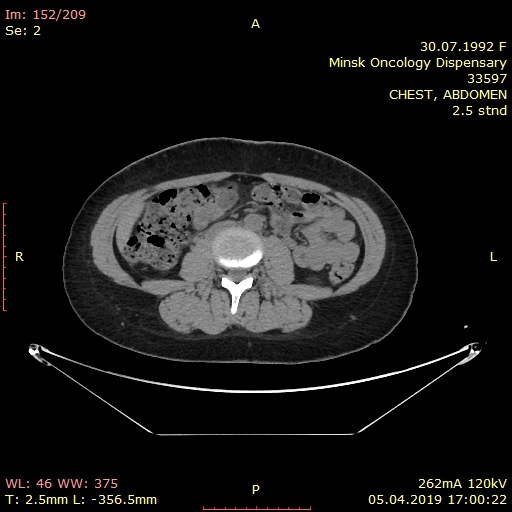 Im: 152/209
Se: 2
A
30.07.1992 F
Minsk Oncology Dispensary
33597
CHEST, ABDOMEN
2.5 stnd
R
L
WL: 46 WW: 375
T: 2.5mm L: -356.5mm
P
262mA 120kV
05.04.2019 17:00:22